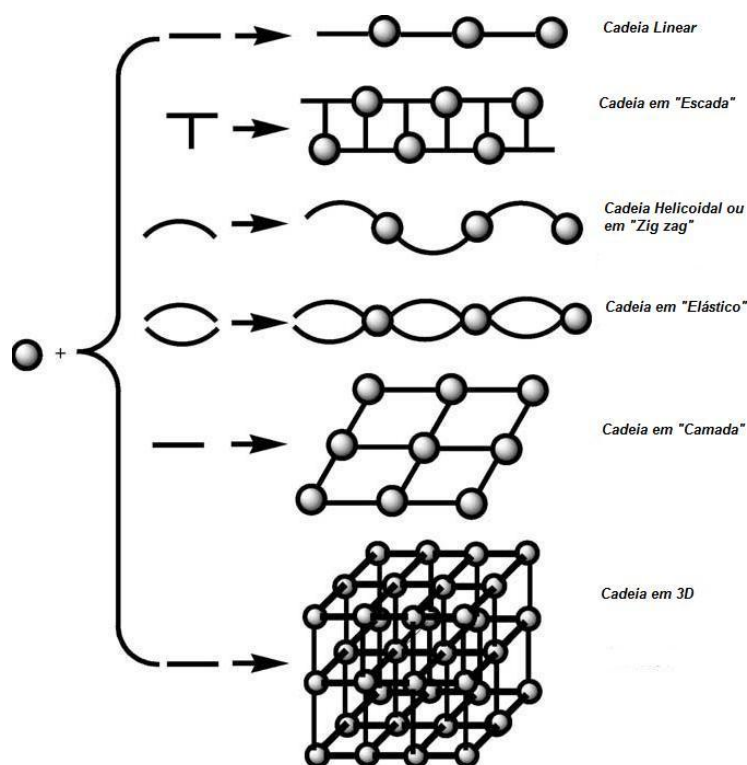 Cadeia Linear
Cadeia em "Escada"
Cadeia Helicoidal ou
em "Zig zag"
Cadeia em "Elástico"
+
Cadeia em "Camada"
Cadeia em 3D